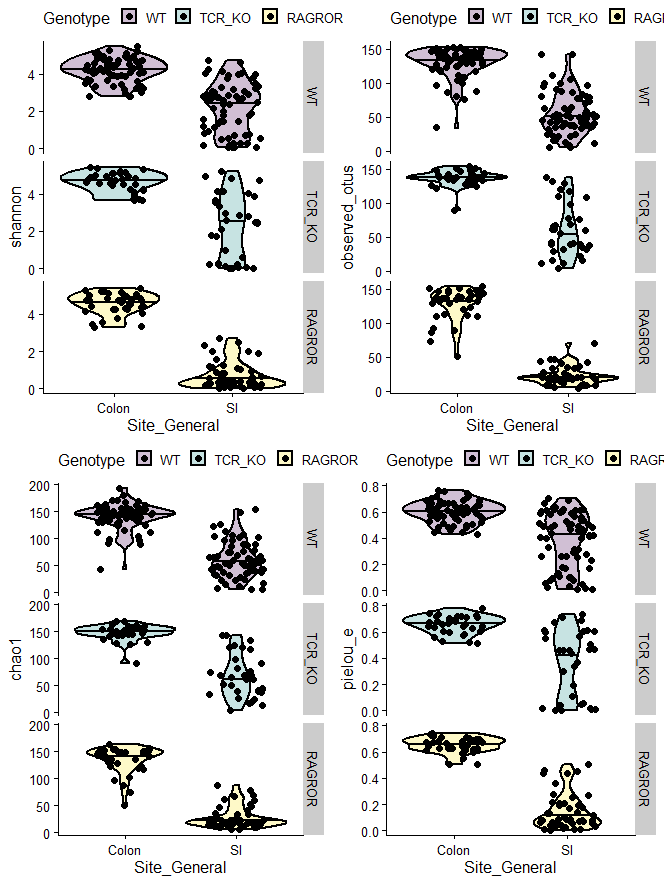 Genotype WT TCR_KO RAGROR
shannon
4
2
0
WT
4
2
0
TCR_KO
4
2
0
RAGROR
Colon SI
Site_General
Genotype WT TCR_KO RAGR
observed_otus
150
100
50
0
WT
150
100
50
0
TCR_KO
150
100
50
0
RAGROR
Colon SI
Site_General
Genotype WT TCR_KO RAGROR
chao1
200
150
100
50
0
WT
200
150
100
50
0
TCR_KO
200
150
100
50
0
RAGROR
Colon SI
Site_General
Genotype WT TCR_KO RAGR
pielou_e
0.8
0.6
0.4
0.2
0.0
WT
0.8
0.6
0.4
0.2
0.0
TCR_KO
0.8
0.6
0.4
0.2
0.0
RAGROR
Colon SI
Site_General